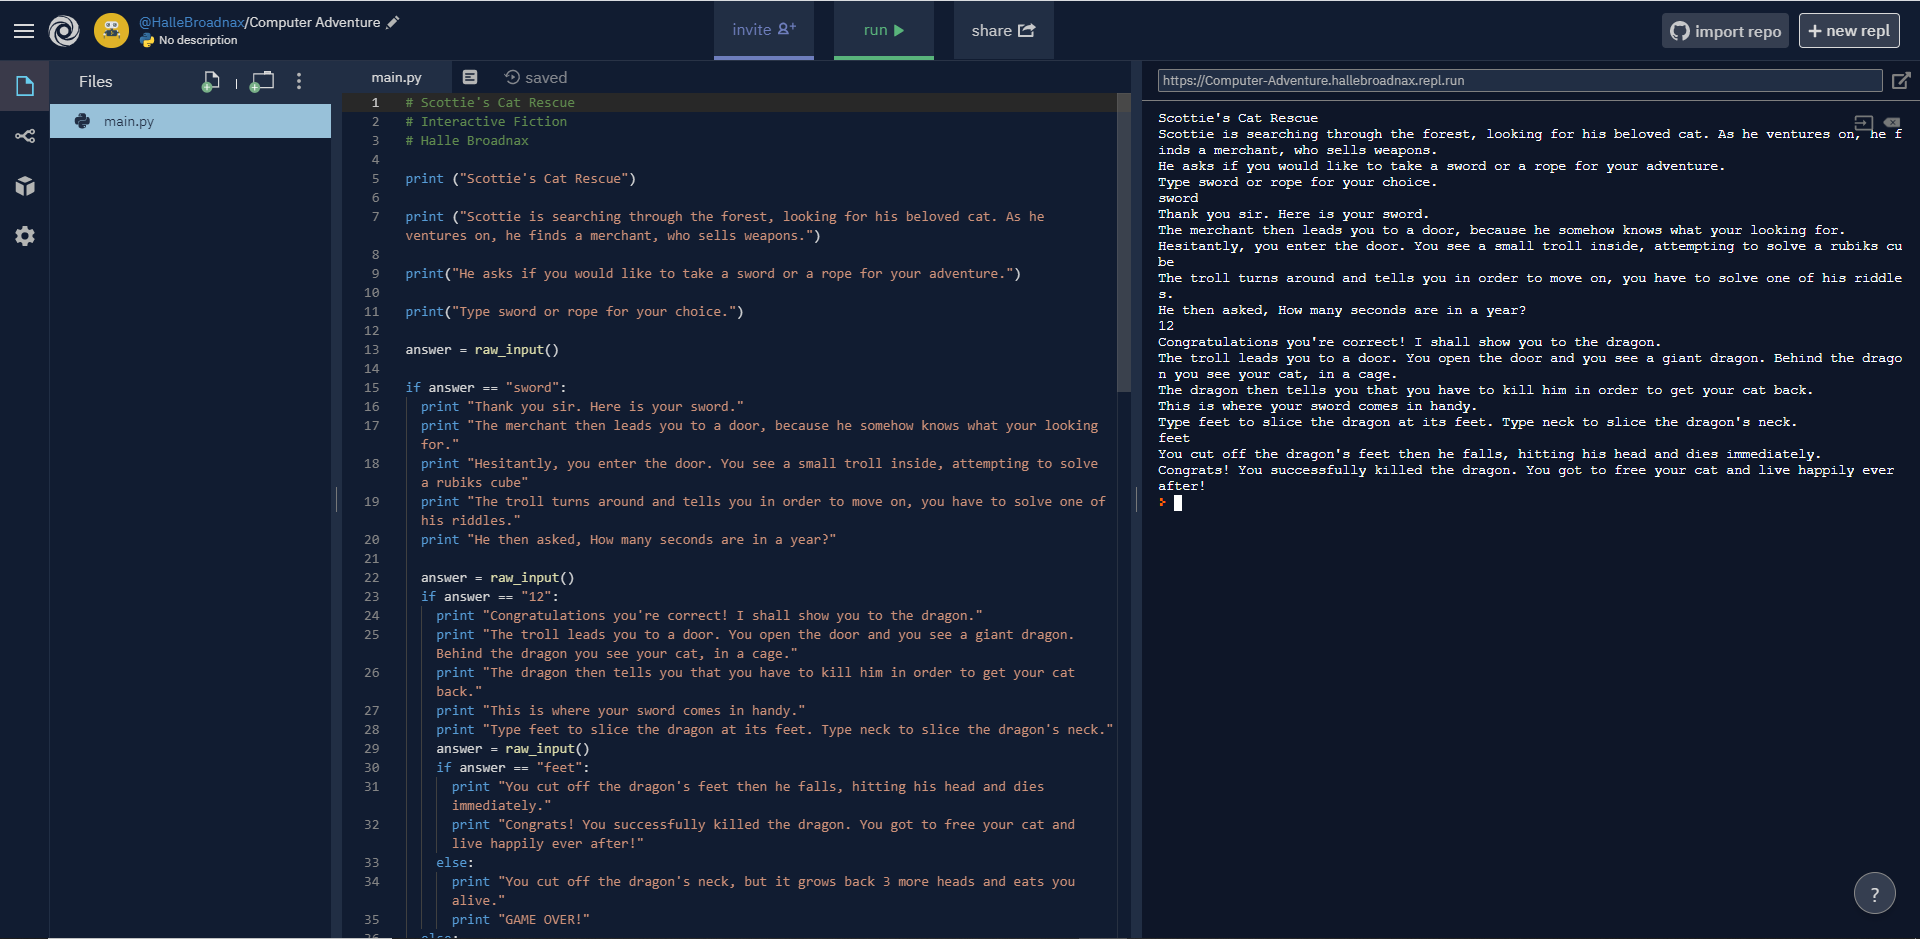 @HalleBroadnax/Computer Adventure
No description
invite
run
share
import repo
+ new repl
Files
main.py
main.py
saved
https://Computer-Adventure.hallebroadnax.repl.run
1 # Scottie's Cat Rescue
2 # Interactive Fiction
3 # Halle Broadnax
4
5 print ("Scottie's Cat Rescue")
6
7 print ("Scottie is searching through the forest, looking for his beloved cat. As he
ventures on, he finds a merchant, who sells weapons.")
8
9 print("He asks if you would like to take a sword or a rope for your adventure.")
10
11 print("Type sword or rope for your choice.")
12
13 answer = raw_input()
14
15 if answer == "sword":
16 print "Thank you sir. Here is your sword."
17 print "The merchant then leads you to a door, because he somehow knows what your looking
for."
18 print "Hesitantly, you enter the door. You see a small troll inside, attempting to solve
a rubiks cube"
19 print "The troll turns around and tells you in order to move on, you have to solve one of
his riddles."
20 print "He then asked, How many seconds are in a year?"
21
22 answer = raw_input()
23 if answer == "12":
24 print "Congratulations you're correct! I shall show you to the dragon."
25 print "The troll leads you to a door. You open the door and you see a giant dragon.
Behind the dragon you see your cat, in a cage."
26 print "The dragon then tells you that you have to kill him in order to get your cat
back."
27 print "This is where your sword comes in handy."
28 print "Type feet to slice the dragon at its feet. Type neck to slice the dragon's neck."
29 answer = raw_input()
30 if answer == "feet":
31 print "You cut off the dragon's feet then he falls, hitting his head and dies
immediately."
32 print "Congrats! You successfully killed the dragon. You got to free your cat and
live happily ever after!"
33 else:
34 print "You cut off the dragon's neck, but it grows back 3 more heads and eats you
alive."
35 print "GAME OVER!"
36 else:
Scottie's Cat Rescue
Scottie is searching through the forest, looking for his beloved cat. As he ventures on, he f
inds a merchant, who sells weapons.
He asks if you would like to take a sword or a rope for your adventure.
Type sword or rope for your choice.
sword
Thank you sir. Here is your sword.
The merchant then leads you to a door, because he somehow knows what your looking for.
Hesitantly, you enter the door. You see a small troll inside, attempting to solve a rubiks cu
be
The troll turns around and tells you in order to move on, you have to solve one of his riddle
s.
He then asked, How many seconds are in a year?
12
Congratulations you're correct! I shall show you to the dragon.
The troll leads you to a door. You open the door and you see a giant dragon. Behind the drago
n you see your cat, in a cage.
The dragon then tells you that you have to kill him in order to get your cat back.
This is where your sword comes in handy.
Type feet to slice the dragon at its feet. Type neck to slice the dragon's neck.
feet
You cut off the dragon's feet then he falls, hitting his head and dies immediately.
Congrats! You successfully killed the dragon. You got to free your cat and live happily ever
after!
?